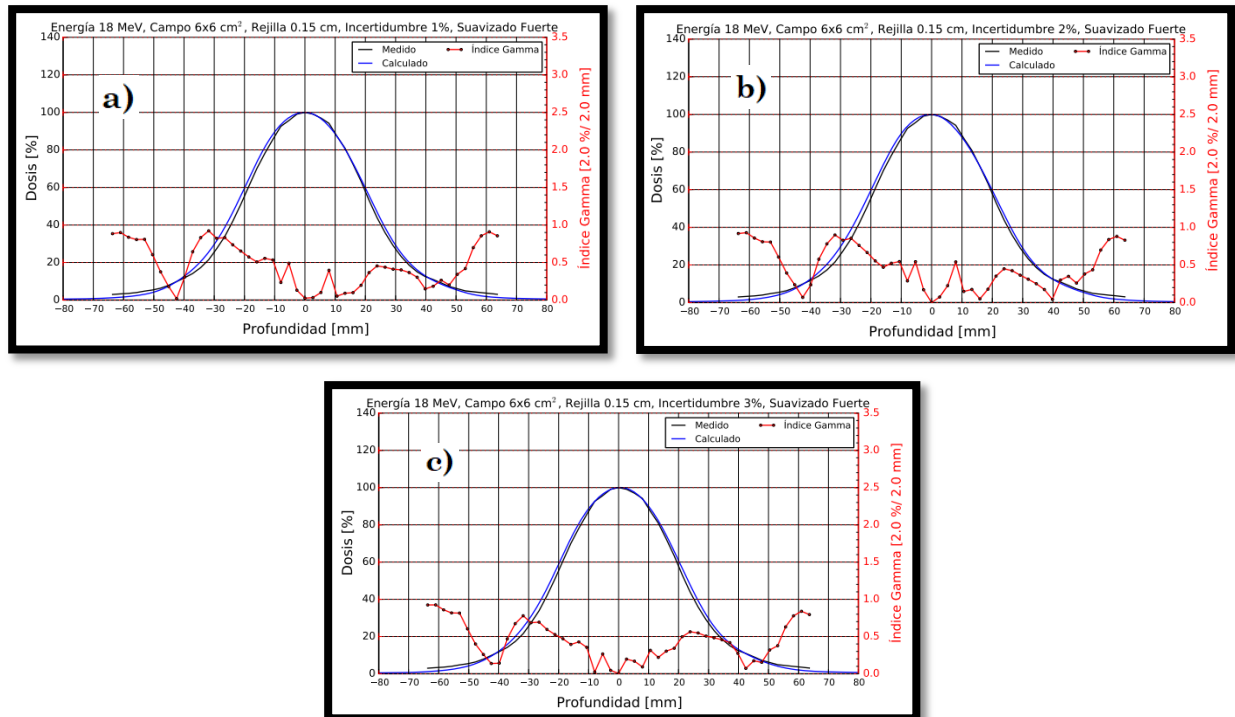 Energía 18 MeV, Campo 6x6 cm², Rejilla 0.15 cm, Incertidumbre 1%, Suavizado Fuerte
a)
Medido
Calculado
Índice Gamma
Dosis [%]
140
120
100
80
60
40
20
0
3.5
3.0
2.5
2.0
1.5
1.0
0.5
0.0
Índice Gamma [2.0 %/ 2.0 mm]
−80 −70 −60 −50 −40 −30 −20 −10 0 10 20 30 40 50 60 70 80
Profundidad [mm]
Energía 18 MeV, Campo 6x6 cm², Rejilla 0.15 cm, Incertidumbre 2%, Suavizado Fuerte
b)
Medido
Calculado
Índice Gamma
Dosis [%]
140
120
100
80
60
40
20
0
3.5
3.0
2.5
2.0
1.5
1.0
0.5
0.0
Índice Gamma [2.0 %/ 2.0 mm]
−80 −70 −60 −50 −40 −30 −20 −10 0 10 20 30 40 50 60 70 80
Profundidad [mm]
Energía 18 MeV, Campo 6x6 cm², Rejilla 0.15 cm, Incertidumbre 3%, Suavizado Fuerte
c)
Medido
Calculado
Índice Gamma
Dosis [%]
140
120
100
80
60
40
20
0
3.5
3.0
2.5
2.0
1.5
1.0
0.5
0.0
Índice Gamma [2.0 %/ 2.0 mm]
−80 −70 −60 −50 −40 −30 −20 −10 0 10 20 30 40 50 60 70 80
Profundidad [mm]